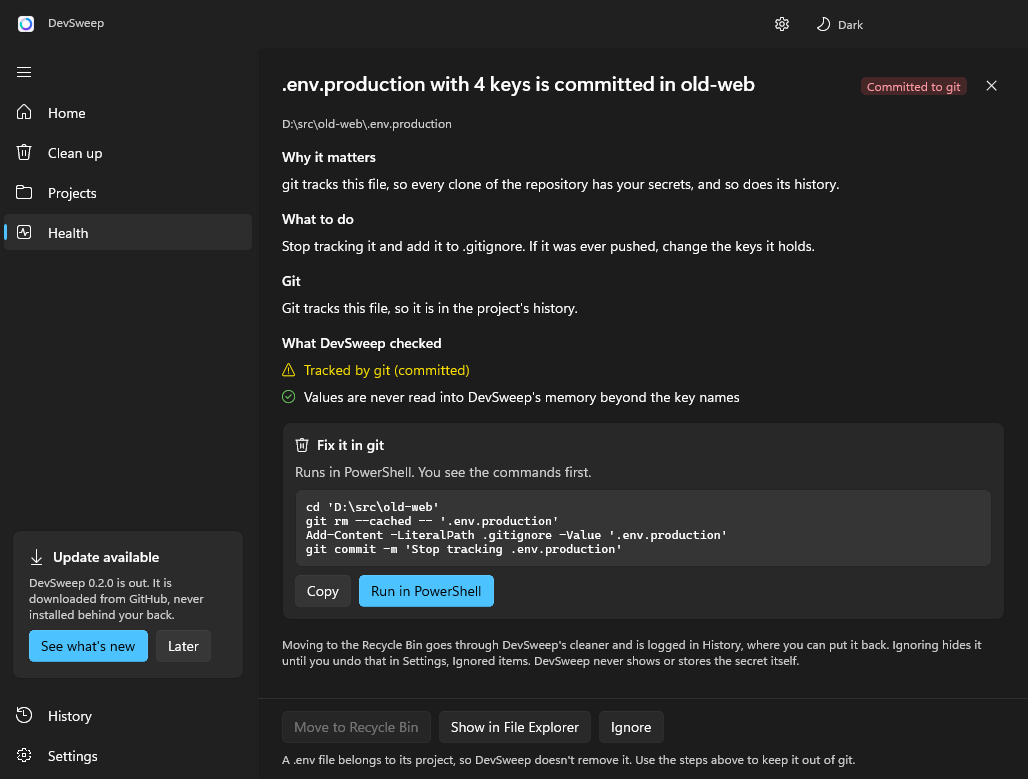 DevSweep
Dark
Home
Clean up
Projects
Health
.env.production with 4 keys is committed in old-web
Committed to git
D:\src\old-web\.env.production
Why it matters
git tracks this file, so every clone of the repository has your secrets, and so does its history.
What to do
Stop tracking it and add it to .gitignore. If it was ever pushed, change the keys it holds.
Git
Git tracks this file, so it is in the project's history.
What DevSweep checked
Tracked by git (committed)
Values are never read into DevSweep's memory beyond the key names
Fix it in git
Runs in PowerShell. You see the commands first.
cd 'D:\src\old-web'
git rm --cached -- '.env.production'
Add-Content -LiteralPath .gitignore -Value '.env.production'
git commit -m 'Stop tracking .env.production'
Copy
Run in PowerShell
Moving to the Recycle Bin goes through DevSweep's cleaner and is logged in History, where you can put it back. Ignoring hides it
until you undo that in Settings, Ignored items. DevSweep never shows or stores the secret itself.
Move to Recycle Bin
Show in File Explorer
Ignore
A .env file belongs to its project, so DevSweep doesn't remove it. Use the steps above to keep it out of git.
Update available
DevSweep 0.2.0 is out. It is
downloaded from GitHub, never
installed behind your back.
See what's new
Later
History
Settings